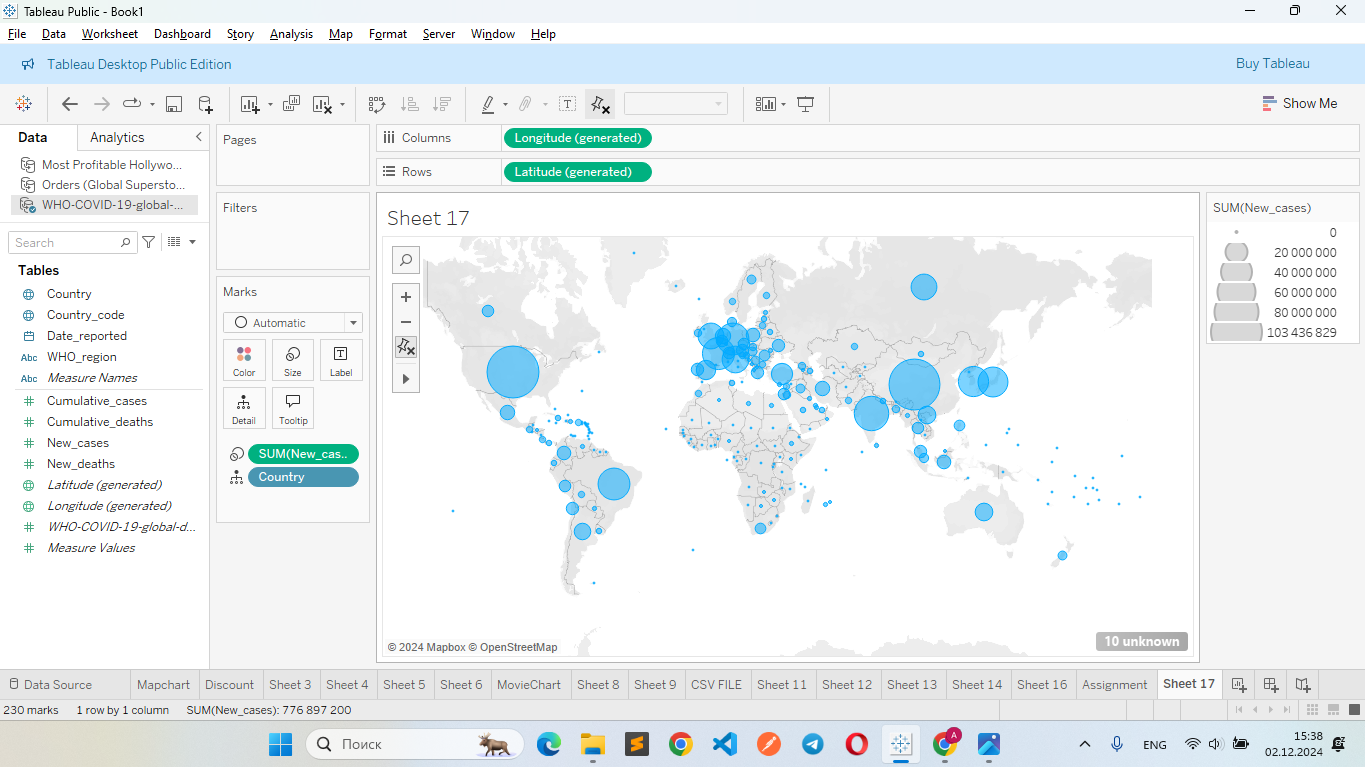 Tableau Public - Book1
File Data Worksheet Dashboard Story Analysis Map Format Server Window Help
Tableau Desktop Public Edition
Buy Tableau
Show Me
Data Analytics
Most Profitable Hollywo...
Orders (Global Supersto...
WHO-COVID-19-global-...
Search
Tables
Country
Country_code
Date_reported
Abc WHO_region
Abc Measure Names
Cumulative_cases
Cumulative_deaths
New_cases
New_deaths
Latitude (generated)
Longitude (generated)
WHO-COVID-19-global-d...
Measure Values
Pages
Filters
Marks
Automatic
Color Size Label
Detail Tooltip
SUM(New_cas..
Country
Columns Longitude (generated)
Rows Latitude (generated)
Sheet 17
© 2024 Mapbox © OpenStreetMap
10 unknown
SUM(New_cases)
0
20 000 000
40 000 000
60 000 000
80 000 000
103 436 829
Data Source Mapchart Discount Sheet 3 Sheet 4 Sheet 5 Sheet 6 MovieChart Sheet 8 Sheet 9 CSV FILE Sheet 11 Sheet 12 Sheet 13 Sheet 14 Sheet 16 Assignment Sheet 17
230 marks 1 row by 1 column SUM(New_cases): 776 897 200
Поиск
A
ENG
15:38
02.12.2024